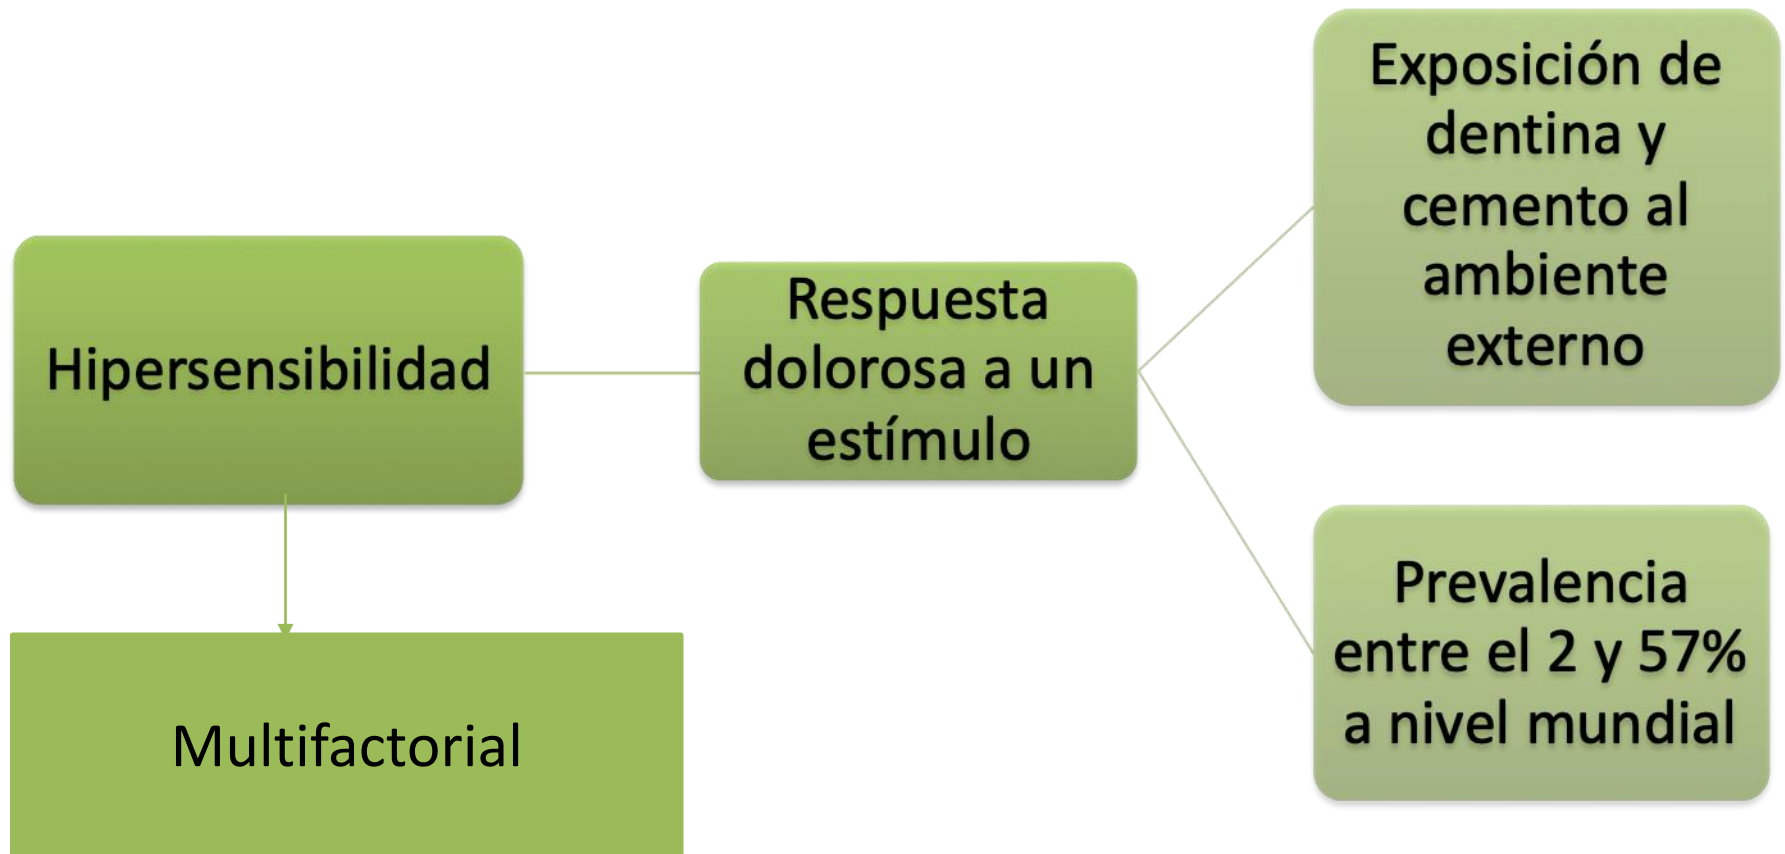 Hipersensibilidad
Respuesta
dolorosa a un
estímulo
Exposición de
dentina y
cemento al
ambiente
externo
Prevalencia
entre el 2 y 57%
a nivel mundial
Multifactorial